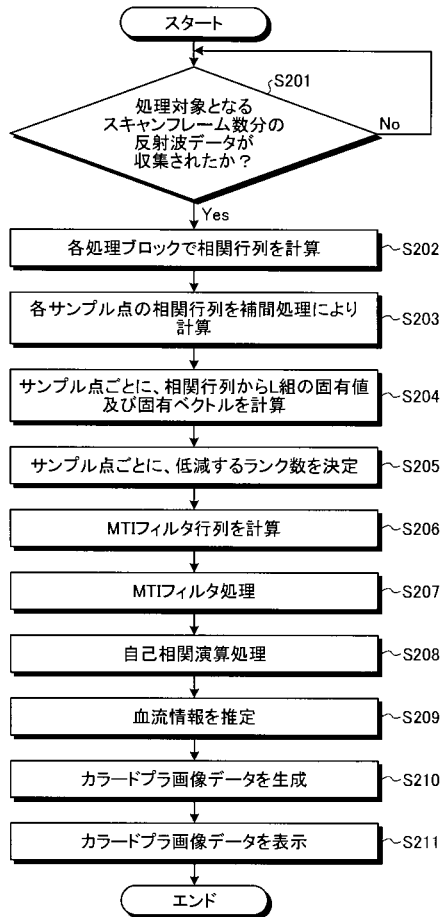 スタート
S201
処理対象となる
スキャンフレーム数分の
反射波データが
収集されたか?
No
Yes
各処理ブロックで相関行列を計算
S202
各サンプル点の相関行列を補間処理により
計算
S203
サンプル点ごとに、相関行列からL組の固有値
及び固有ベクトルを計算
S204
サンプル点ごとに、低減するランク数を決定
S205
MTIフィルタ行列を計算
S206
MTIフィルタ処理
S207
自己相関演算処理
S208
血流情報を推定
S209
カラードプラ画像データを生成
S210
カラードプラ画像データを表示
S211
エンド